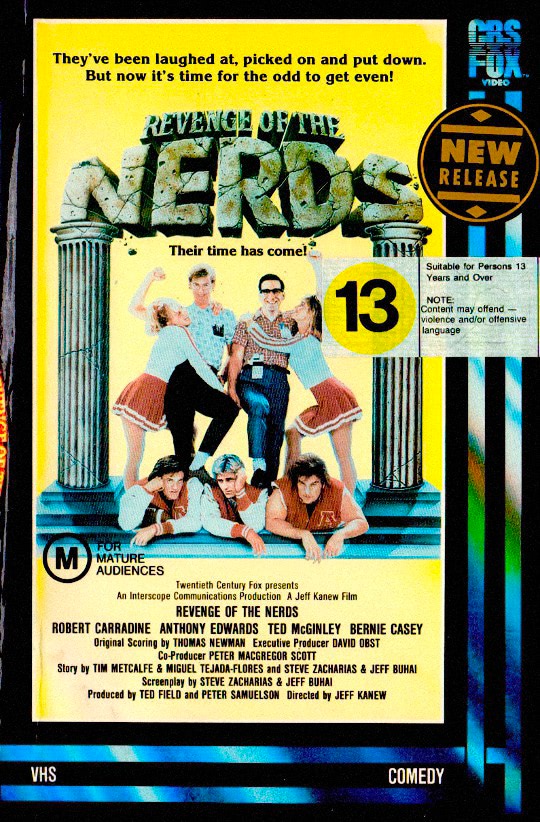 They've been laughed at, picked on and put down.
But now it's time for the odd to get even!
CBS
FOX
VIDEO
™
REVENGE OF THE
NERDS
NEW
RELEASE
Their time has come!
13
Suitable for Persons 13
Years and Over
NOTE:
Content may offend —
violence and/or offensive
language
A
M
FOR
MATURE
AUDIENCES
Twentieth Century Fox presents
An Interscope Communications Production A Jeff Kanew Film
REVENGE OF THE NERDS
ROBERT CARRADINE ANTHONY EDWARDS TED McGINLEY BERNIE CASEY
Original Scoring by THOMAS NEWMAN Executive Producer DAVID OBST
Co-Producer PETER MACGREGOR SCOTT
Story by TIM METCALFE & MIGUEL TEJADA-FLORES and STEVE ZACHARIAS & JEFF BUHAI
Screenplay by STEVE ZACHARIAS & JEFF BUHAI
Produced by TED FIELD and PETER SAMUELSON Directed by JEFF KANEW
VHS
COMEDY